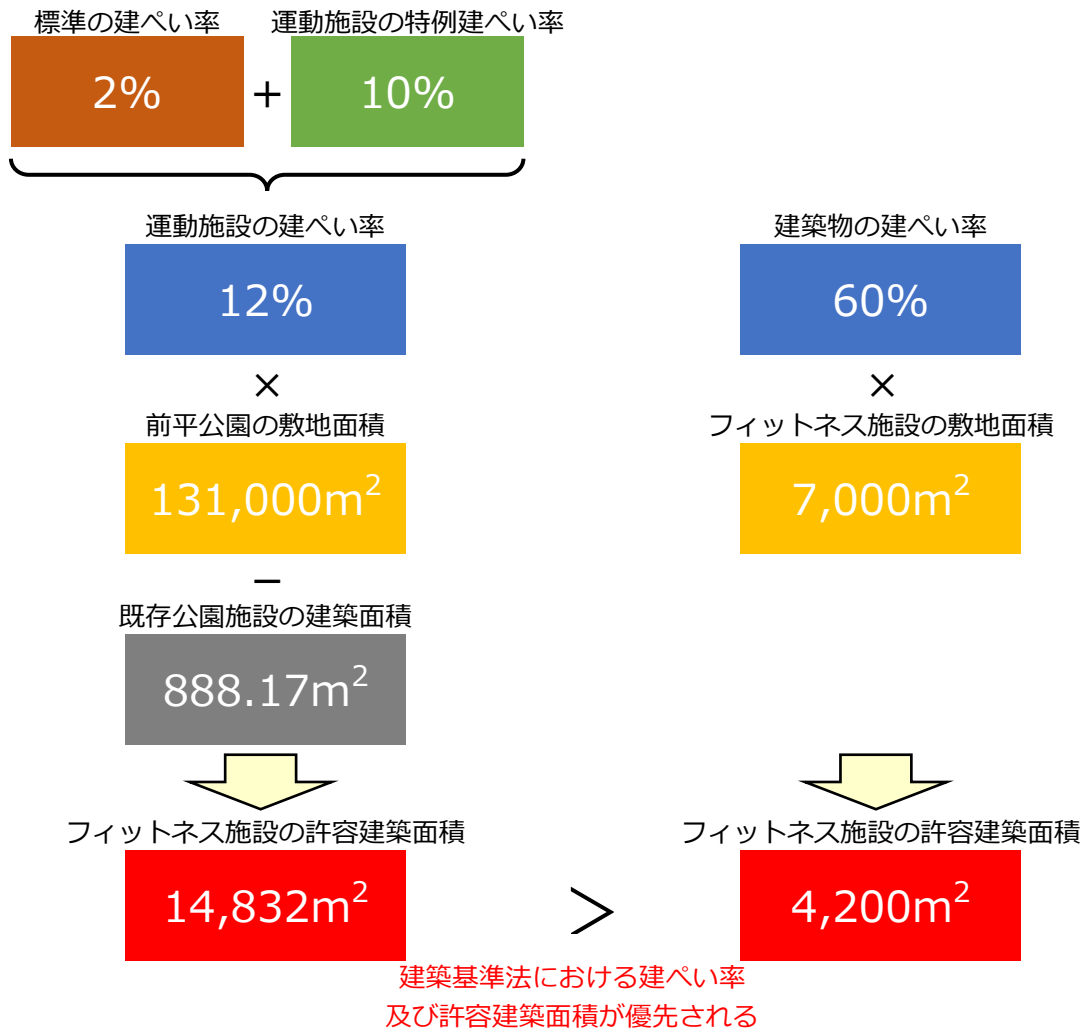 標準の建ぺい率 運動施設の特例建ぺい率
2% + 10%
運動施設の建ぺい率
12%
×
前平公園の敷地面積
131,000m²
－
既存公園施設の建築面積
888.17m²
フィットネス施設の許容建築面積
14,832m²
建築物の建ぺい率
60%
×
フィットネス施設の敷地面積
7,000m²
フィットネス施設の許容建築面積
4,200m²
＞
建築基準法における建ぺい率
及び許容建築面積が優先される